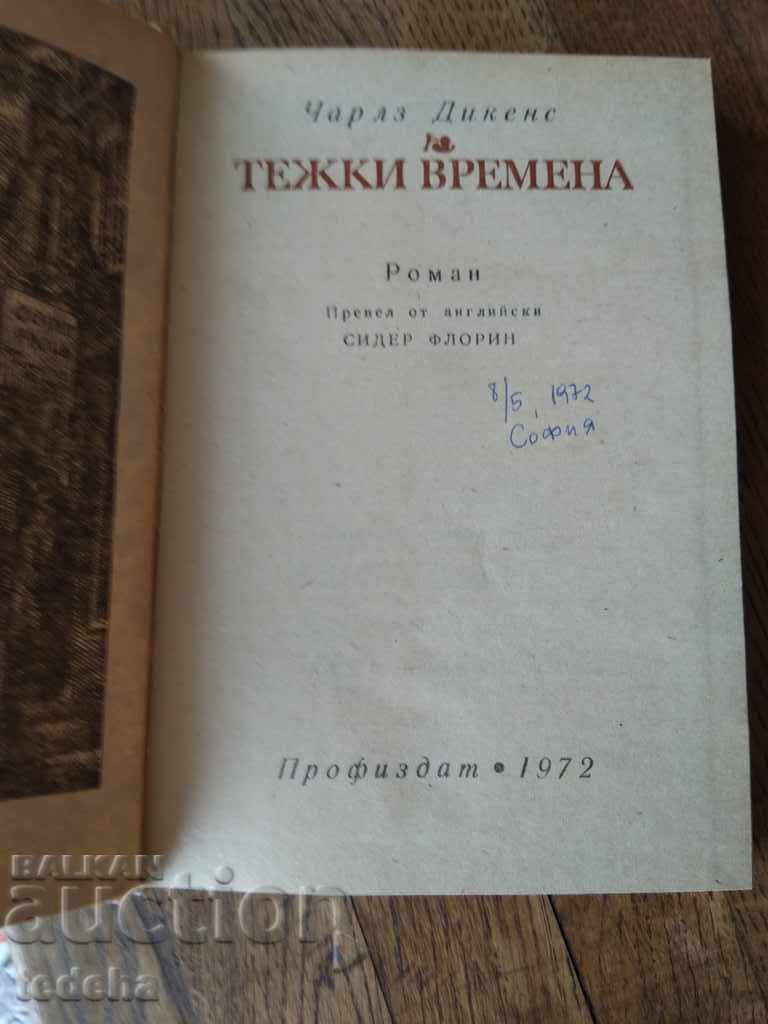 Чарлз Дикенс
ТЕЖКИ ВРЕМЕНА
Роман
Превел от английски
СИДЕР ФЛОРИН
8/5, 1972
София
Профиздат • 1972
BALKAN
auction
tedeha